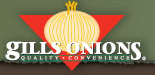 GILLS ONIONS.
QUALITY • CONVENIENCE